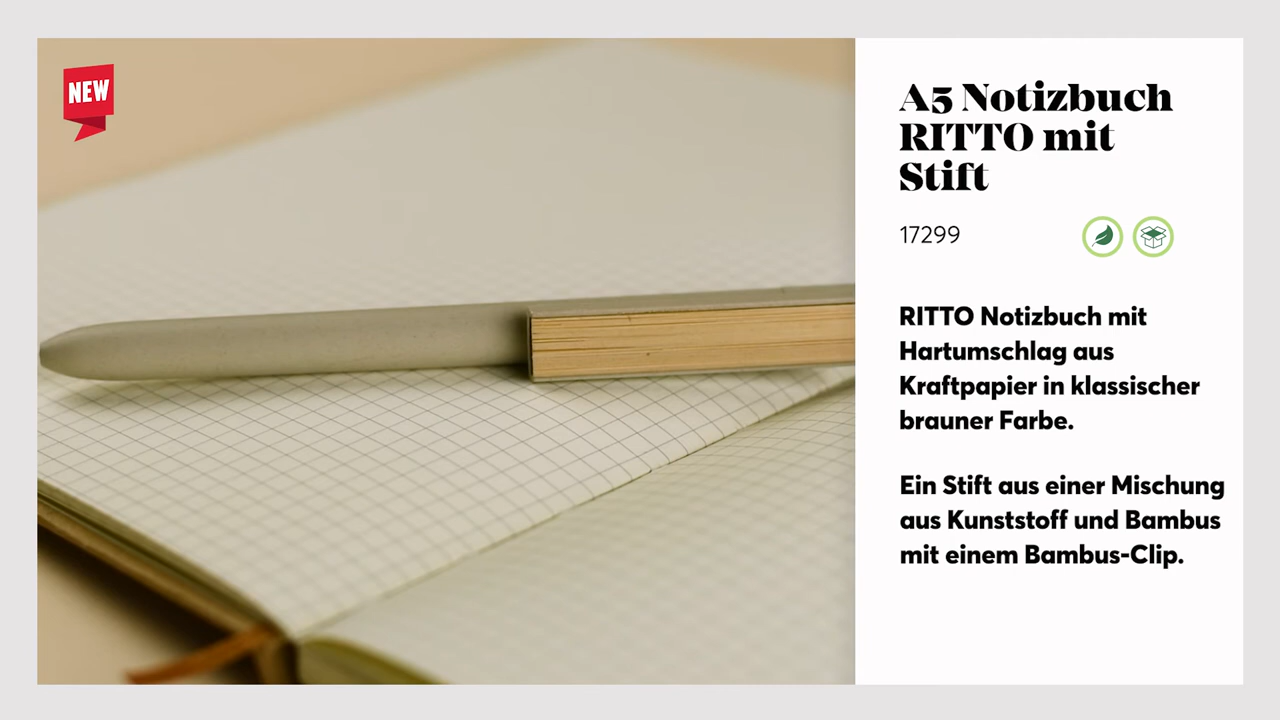 NEW
A5 Notizbuch
RITTO mit
Stift
17299
RITTO Notizbuch mit
Hartumschlag aus
Kraftpapier in klassischer
brauner Farbe.
Ein Stift aus einer Mischung
aus Kunststoff und Bambus
mit einem Bambus-Clip.